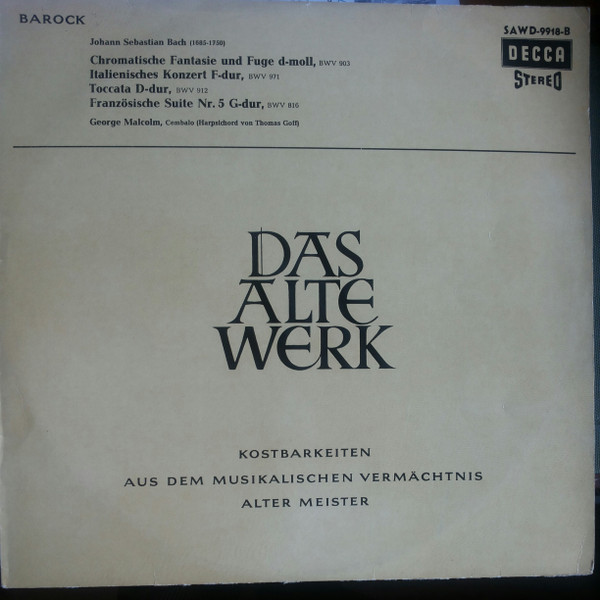 BAROCK
SAWD-9918-B
DECCA
STEREO
Johann Sebastian Bach (1685-1750)
Chromatische Fantasie und Fuge d-moll, BWV 903
Italienisches Konzert F-dur, BWV 971
Toccata D-dur, BWV 912
Französische Suite Nr. 5 G-dur, BWV 816
George Malcolm, Cembalo (Harpsichord von Thomas Goff)
DAS
ALTE
WERK
KOSTBARKEITEN
AUS DEM MUSIKALISCHEN VERMÄCHTNIS
ALTER MEISTER